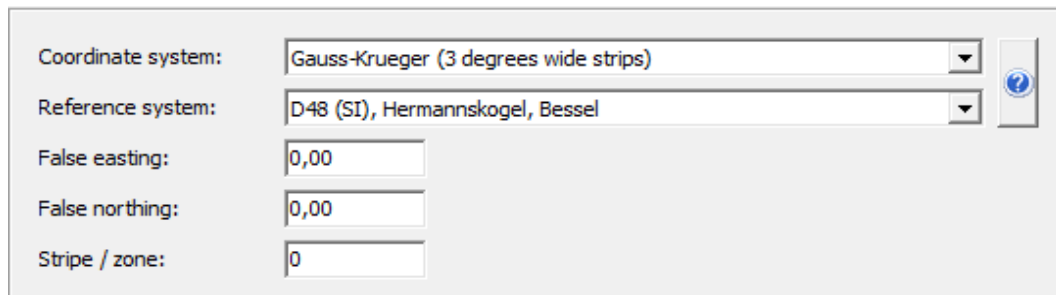 Coordinate system: Gauss-Krueger (3 degrees wide strips)
Reference system: D48 (SI), Hermannskogel, Bessel
False easting: 0,00
False northing: 0,00
Stripe / zone: 0
?